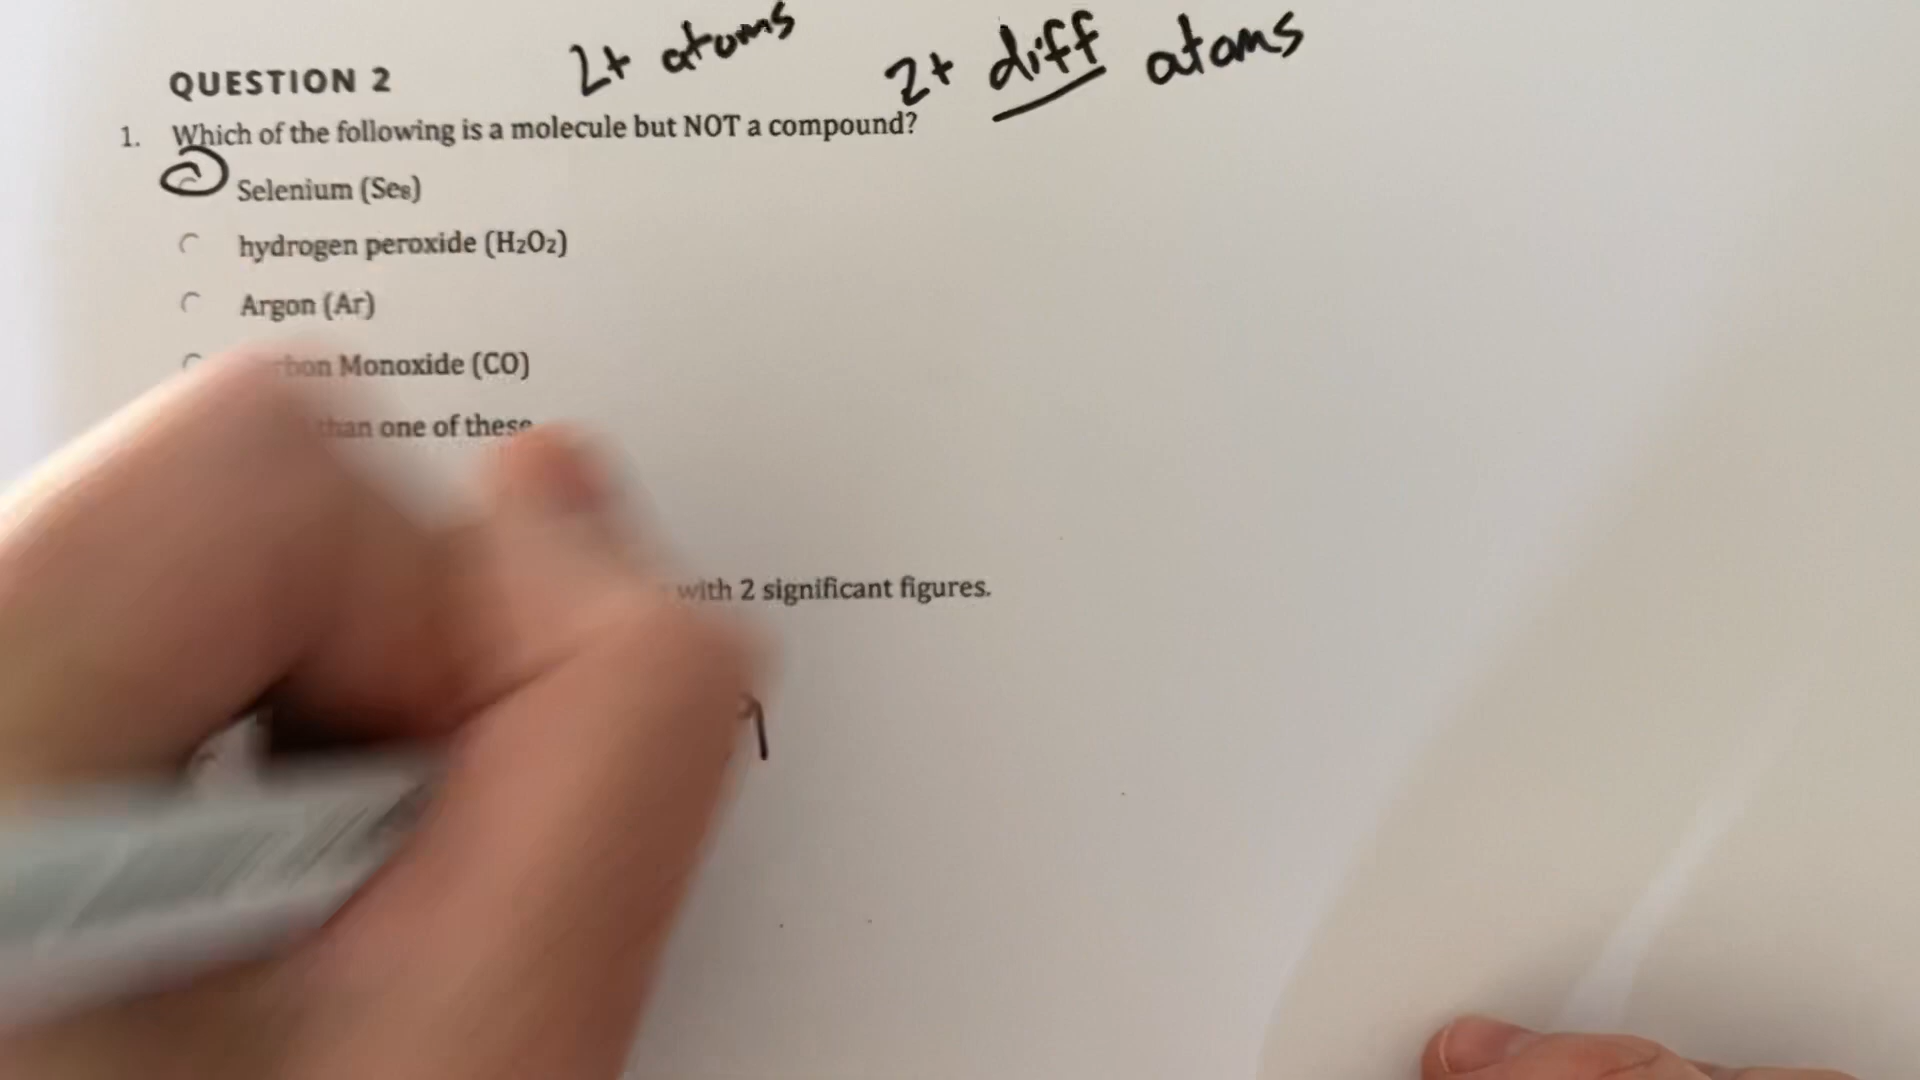 2+ atoms 2+ diff atoms
QUESTION 2
1. Which of the following is a molecule but NOT a compound?
Selenium (Se₈)
hydrogen peroxide (H₂O₂)
Argon (Ar)
Monoxide (CO)
than one of these
with 2 significant figures.